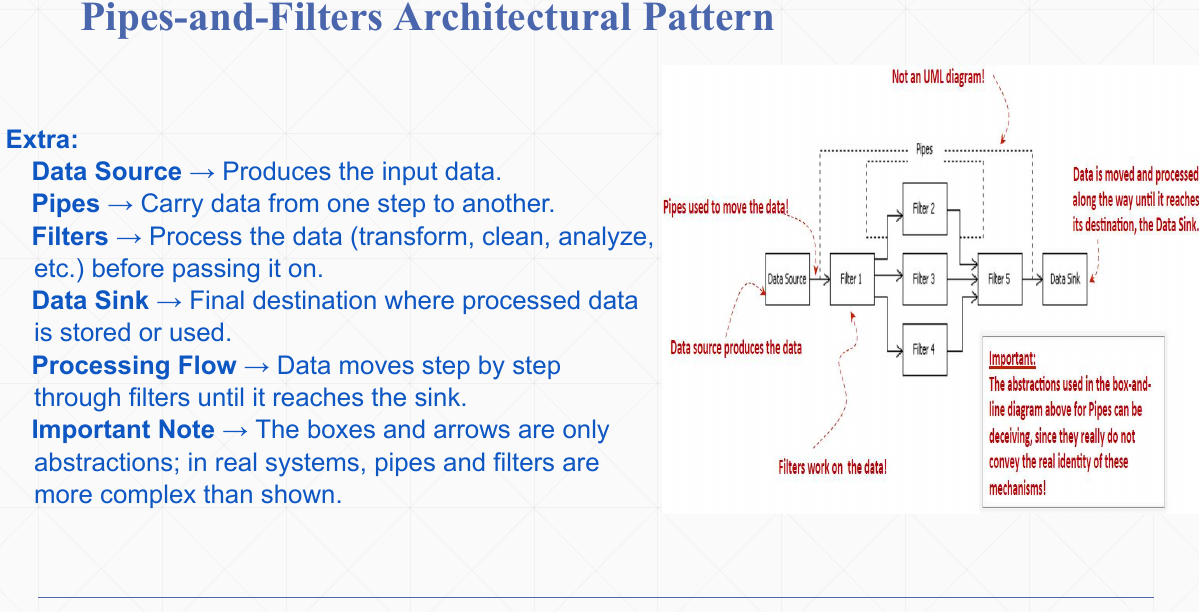 Pipes-and-Filters Architectural Pattern
Extra:
Data Source → Produces the input data.
Pipes → Carry data from one step to another.
Filters → Process the data (transform, clean, analyze,
etc.) before passing it on.
Data Sink → Final destination where processed data
is stored or used.
Processing Flow → Data moves step by step
through filters until it reaches the sink.
Important Note → The boxes and arrows are only
abstractions; in real systems, pipes and filters are
more complex than shown.
Not an UML diagram!
Pipes
Data is moved and processed
along the way until it reaches
its destination, the Data Sink.
Pipes used to move the data!
Filter 2
Data Source
Filter 1
Filter 3
Filter 5
Data Sink
Filter 4
Data source produces the data
Filters work on the data!
Important:
The abstractions used in the box-and-
line diagram above for Pipes can be
deceiving, since they really do not
convey the real identity of these
mechanisms!